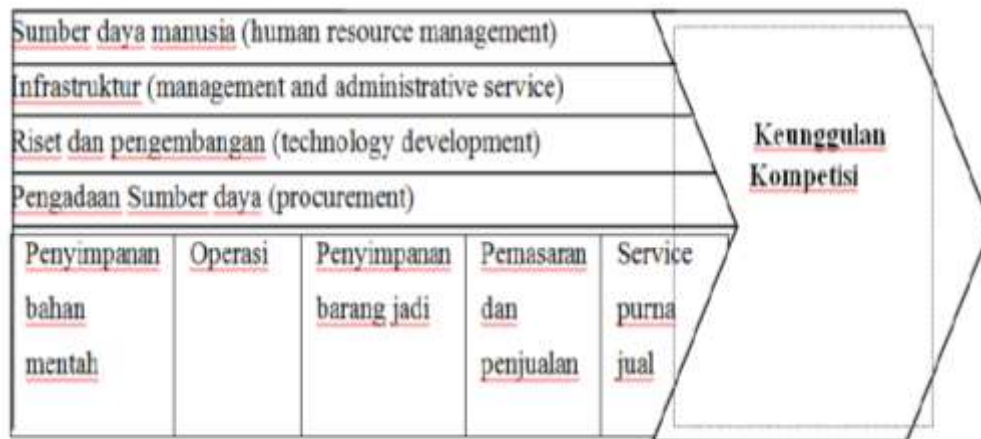 Sumber daya manusia (human resource management)
Infrastruktur (management and administrative service)
Riset dan pengembangan (technology development)
Pengadaan Sumber daya (procurement)
Keunggulan
Kompetisi
Penyimpanan
bahan
mentah
Operasi
Penyimpanan
barang jadi
Pemasaran
dan
penjualan
Service
purna
jual